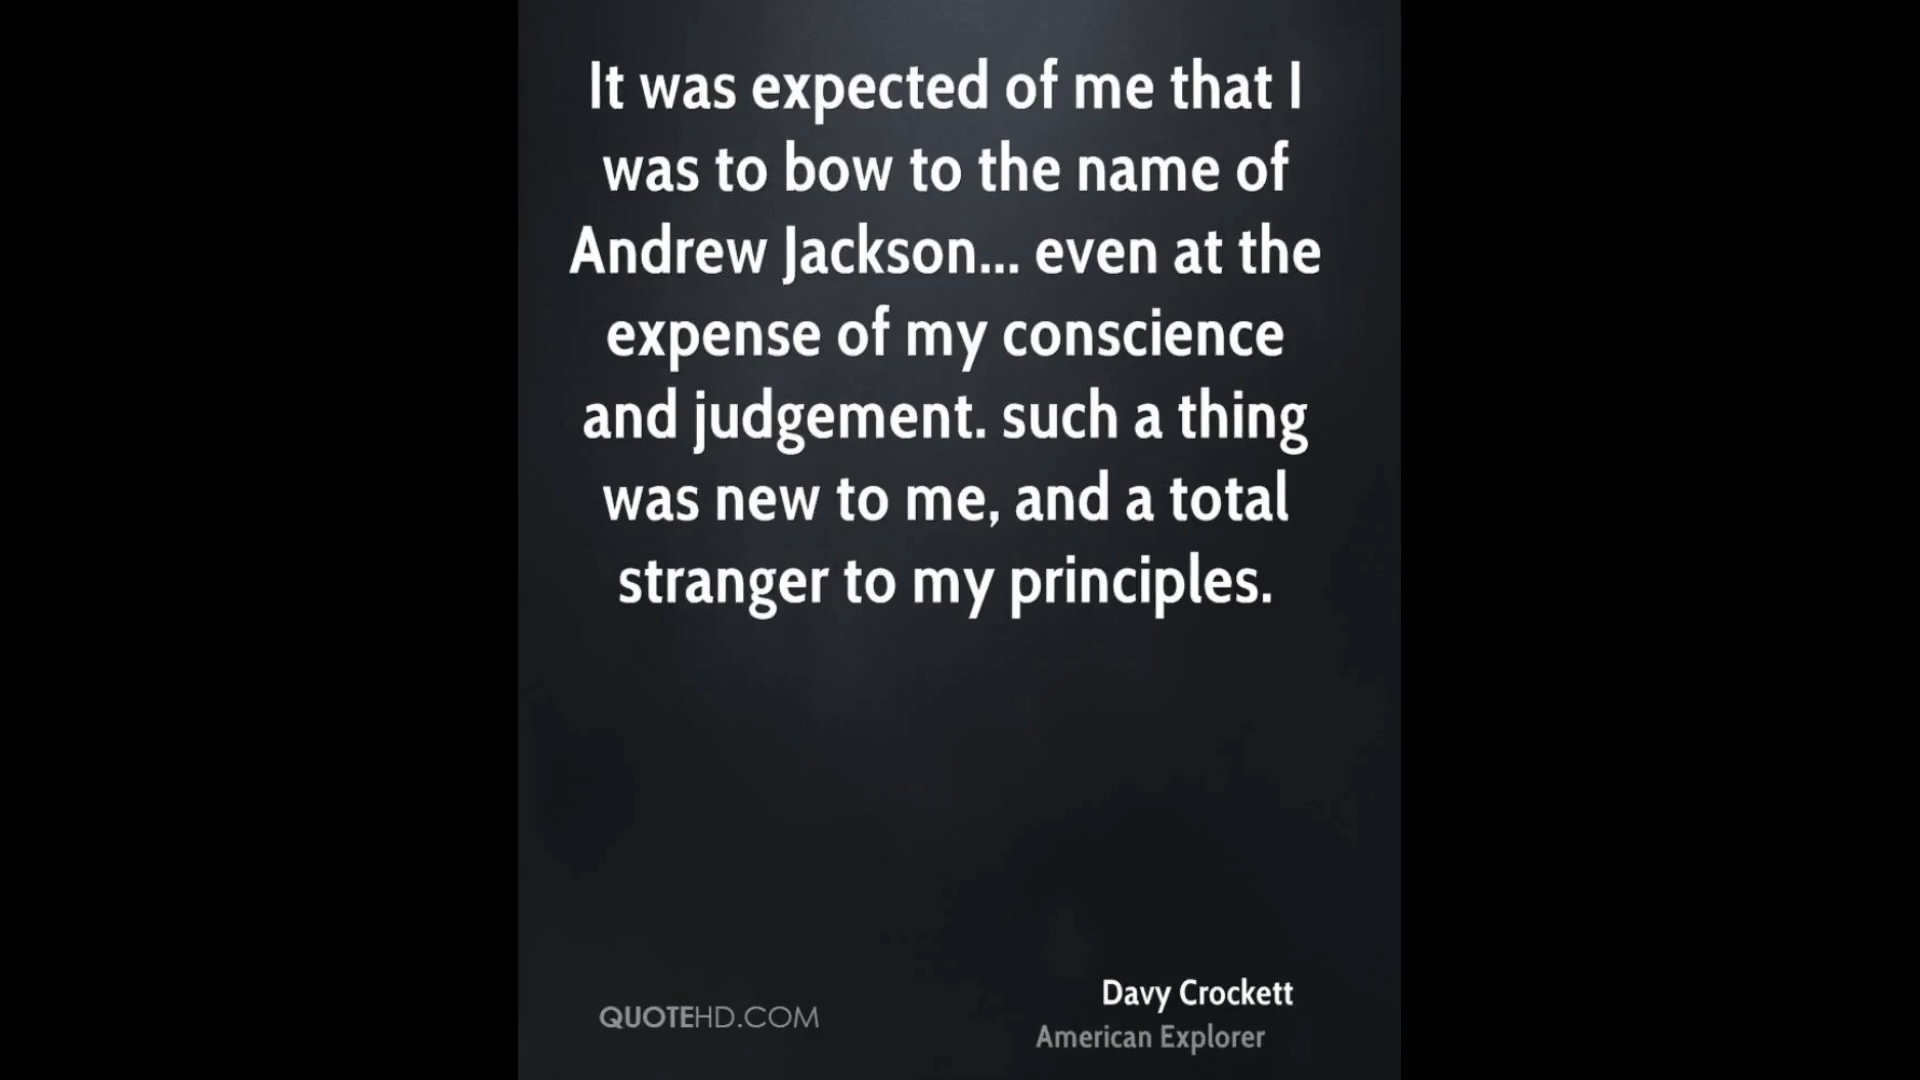 It was expected of me that I
was to bow to the name of
Andrew Jackson... even at the
expense of my conscience
and judgement. such a thing
was new to me, and a total
stranger to my principles.
Davy Crockett
QUOTEHD.COM
American Explorer